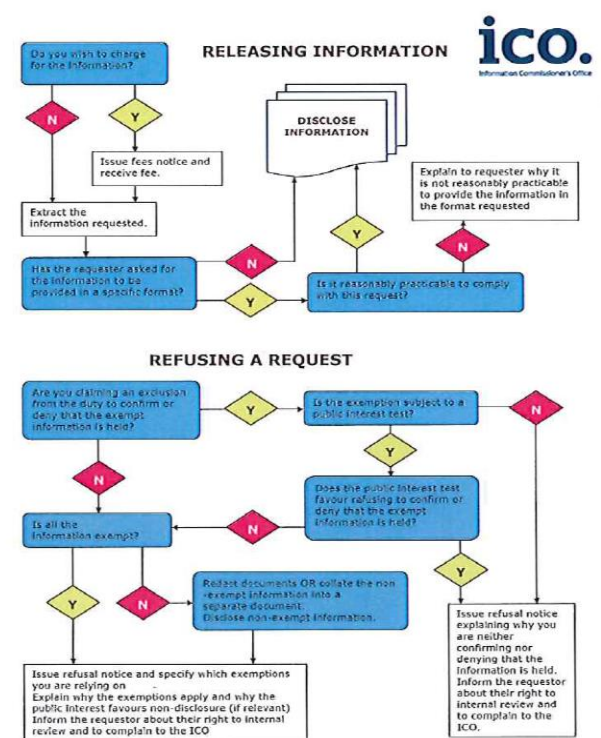 RELEASING INFORMATION
ico.
Information Commissioner's Office
Do you wish to charge
for the information?
N
Y
Issue fees notice and
receive fee.
Extract the
information requested.
Has the requester asked for
the information to be
provided in a specific format?
N
Y
DISCLOSE
INFORMATION
Y
Is it reasonably practicable to comply
with this request?
N
Explain to requester why it
is not reasonably practicable
to provide the information in
the format requested
REFUSING A REQUEST
Are you claiming an exclusion
from the duty to confirm or
deny that the exempt
information is held?
Y
Is the exemption subject to a
public interest test?
N
N
Y
Does the public interest test
favour refusing to confirm or
deny that the exempt
information is held?
N
Y
Is all the
information exempt?
Y
N
Redact documents OR collate the non
-exempt information into a
separate document.
Disclose non-exempt information.
Issue refusal notice and specify which exemptions
you are relying on
Explain why the exemptions apply and why the
public interest favours non-disclosure (if relevant)
Inform the requestor about their right to internal
review and to complain to the ICO
Issue refusal notice
explaining why you
are neither
confirming nor
denying that the
information is held.
Inform the requestor
about their right to
internal review and
to complain to the
ICO.